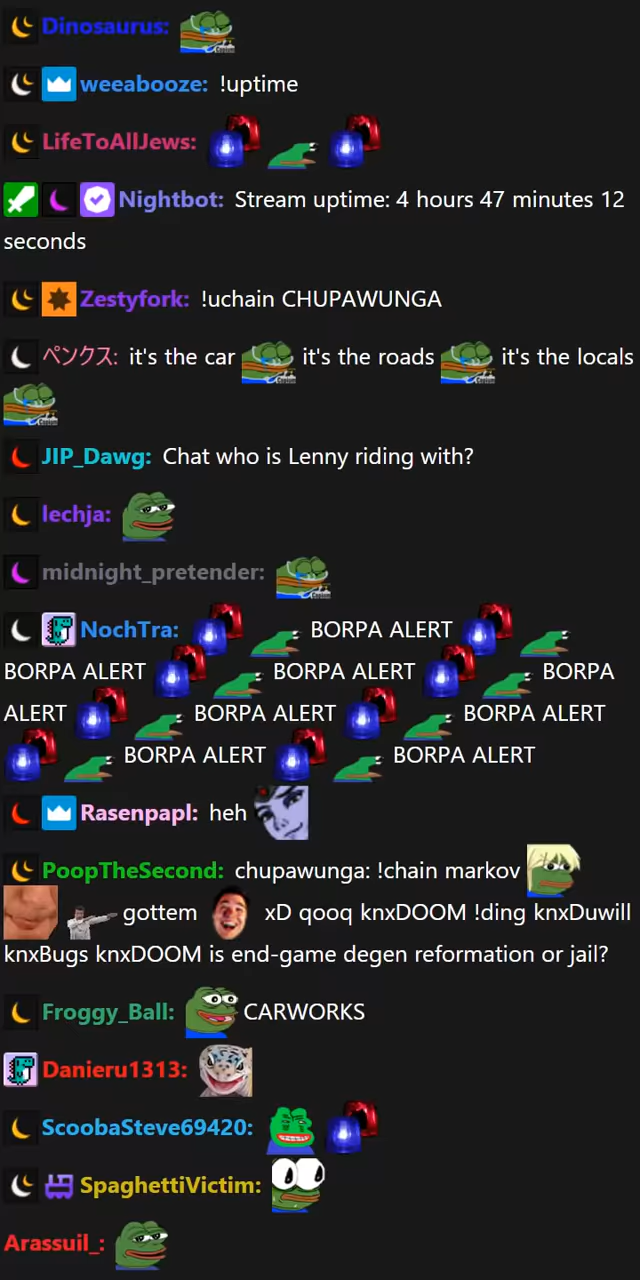 Dinosaurus:
weeabooze: !uptime
LifeToAllJews:
Nightbot: Stream uptime: 4 hours 47 minutes 12
seconds
Zestyfork: !uchain CHUPAWUNGA
ペンクス: it's the car it's the roads it's the locals
JIP_Dawg: Chat who is Lenny riding with?
lechja:
midnight_pretender:
NochTra: BORPA ALERT
BORPA ALERT BORPA ALERT BORPA
ALERT BORPA ALERT BORPA ALERT
BORPA ALERT BORPA ALERT
Rasenpapl: heh
PoopTheSecond: chupawunga: !chain markov
gottem xD qooq knxDOOM !ding knxDuwill
knxBugs knxDOOM is end-game degen reformation or jail?
Froggy_Ball: CARWORKS
Danieru1313:
ScoobaSteve69420:
SpaghettiVictim:
Arassuil_: